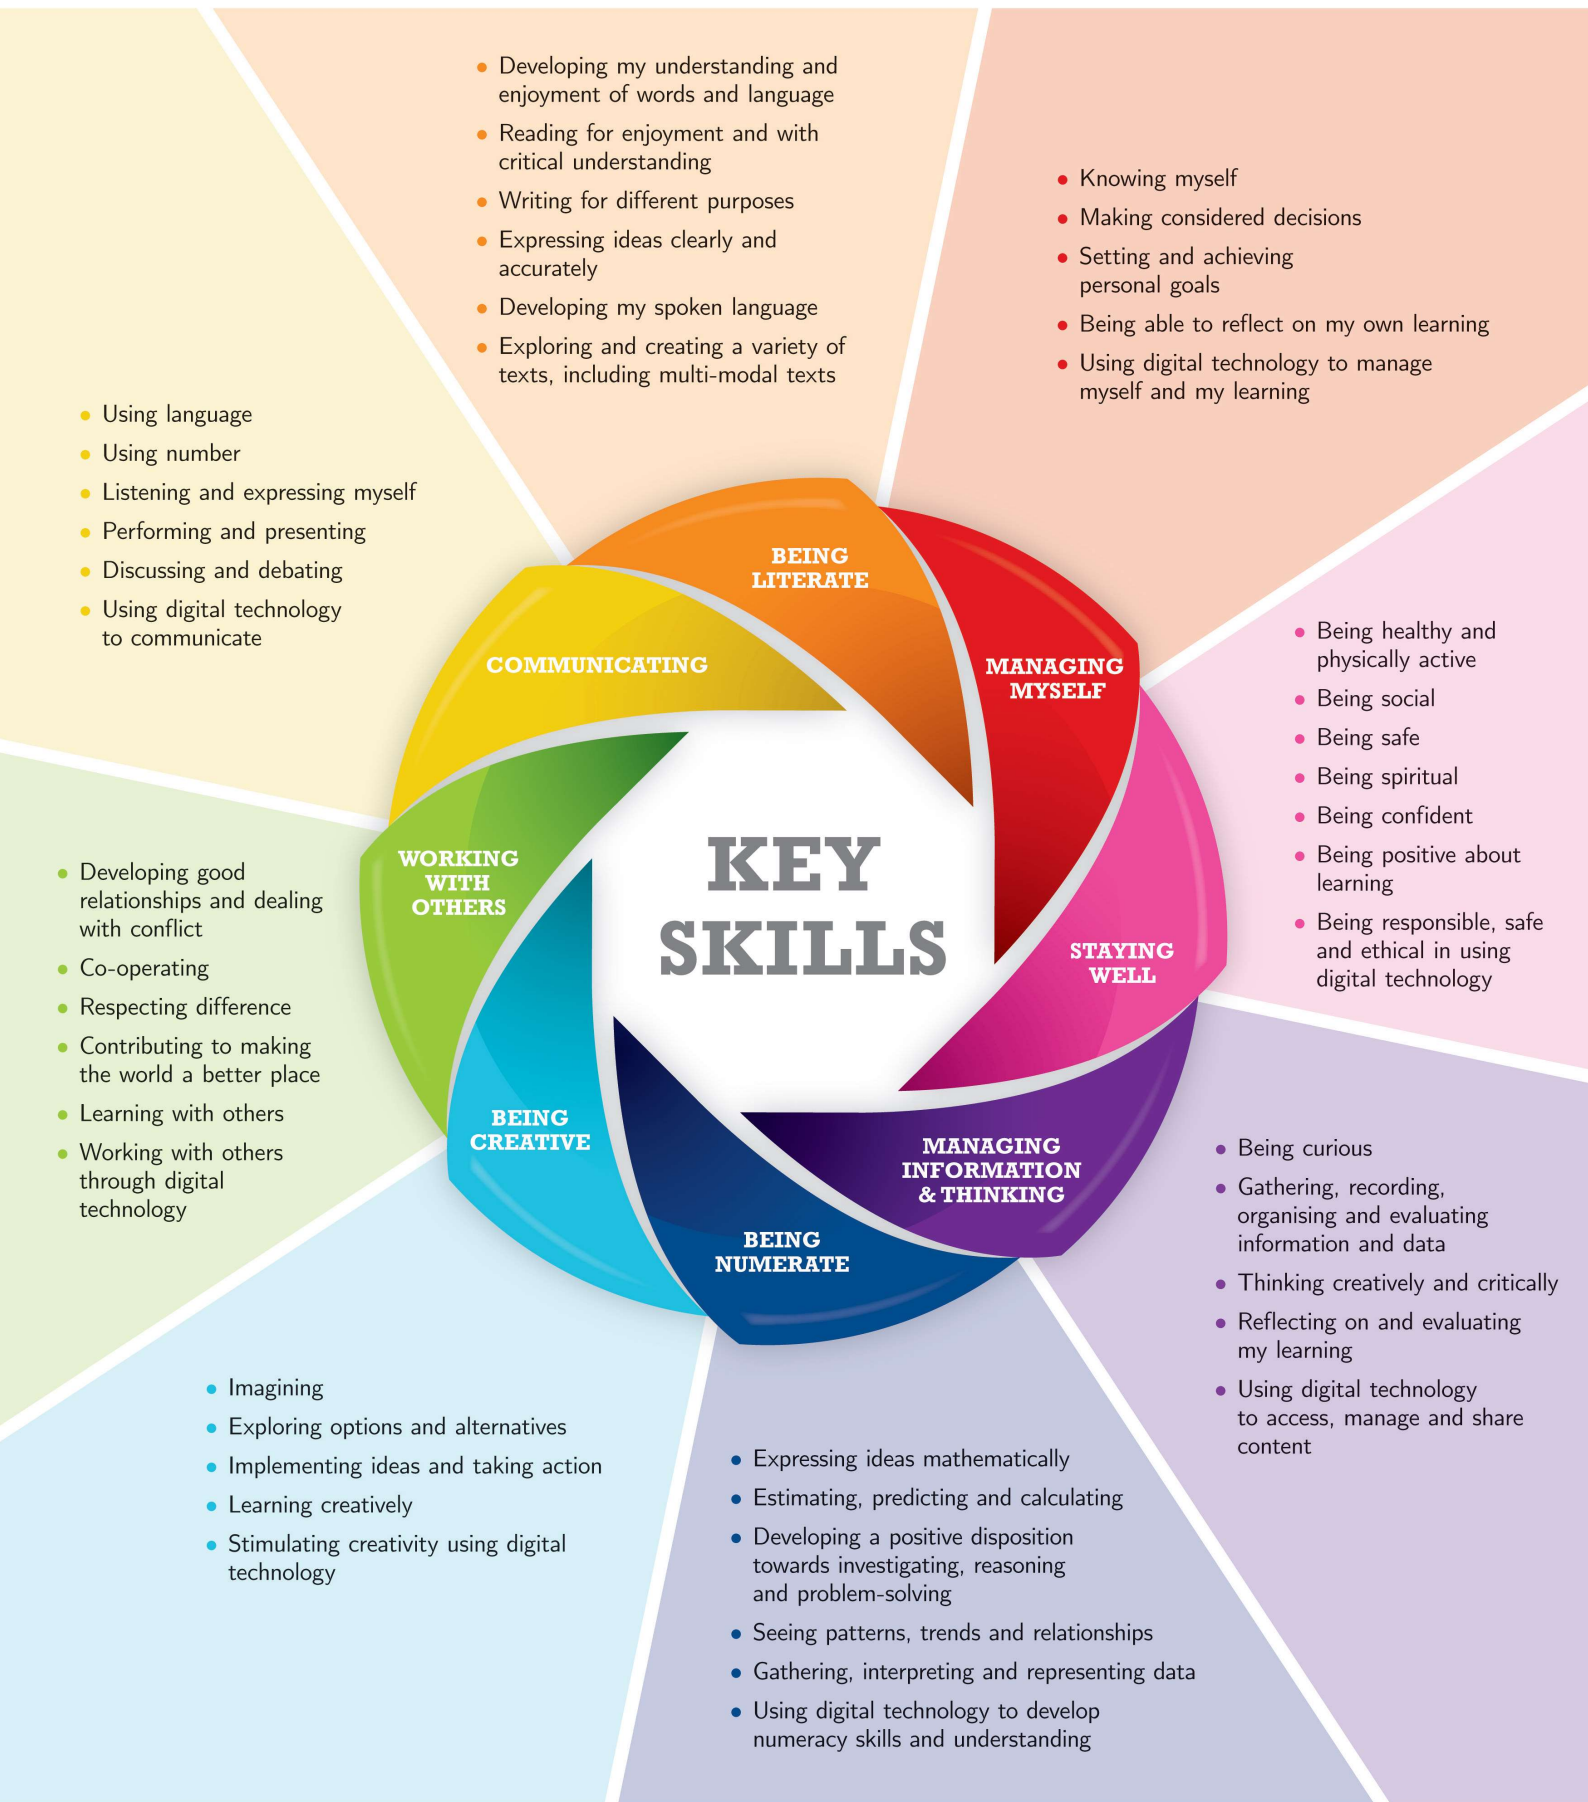 • Developing my understanding and
enjoyment of words and language
• Reading for enjoyment and with
critical understanding
• Writing for different purposes
• Expressing ideas clearly and
accurately
• Developing my spoken language
• Exploring and creating a variety of
texts, including multi-modal texts
• Knowing myself
• Making considered decisions
• Setting and achieving
personal goals
• Being able to reflect on my own learning
• Using digital technology to manage
myself and my learning
• Using language
• Using number
• Listening and expressing myself
• Performing and presenting
• Discussing and debating
• Using digital technology
to communicate
BEING
LITERATE
MANAGING
MYSELF
COMMUNICATING
• Being healthy and
physically active
• Being social
• Being safe
• Being spiritual
• Being confident
• Being positive about
learning
• Being responsible, safe
and ethical in using
digital technology
WORKING
WITH
OTHERS
KEY
SKILLS
STAYING
WELL
• Developing good
relationships and dealing
with conflict
• Co-operating
• Respecting difference
• Contributing to making
the world a better place
• Learning with others
• Working with others
through digital
technology
BEING
CREATIVE
MANAGING
INFORMATION
& THINKING
BEING
NUMERATE
• Being curious
• Gathering, recording,
organising and evaluating
information and data
• Thinking creatively and critically
• Reflecting on and evaluating
my learning
• Using digital technology
to access, manage and share
content
• Imagining
• Exploring options and alternatives
• Implementing ideas and taking action
• Learning creatively
• Stimulating creativity using digital
technology
• Expressing ideas mathematically
• Estimating, predicting and calculating
• Developing a positive disposition
towards investigating, reasoning
and problem-solving
• Seeing patterns, trends and relationships
• Gathering, interpreting and representing data
• Using digital technology to develop
numeracy skills and understanding